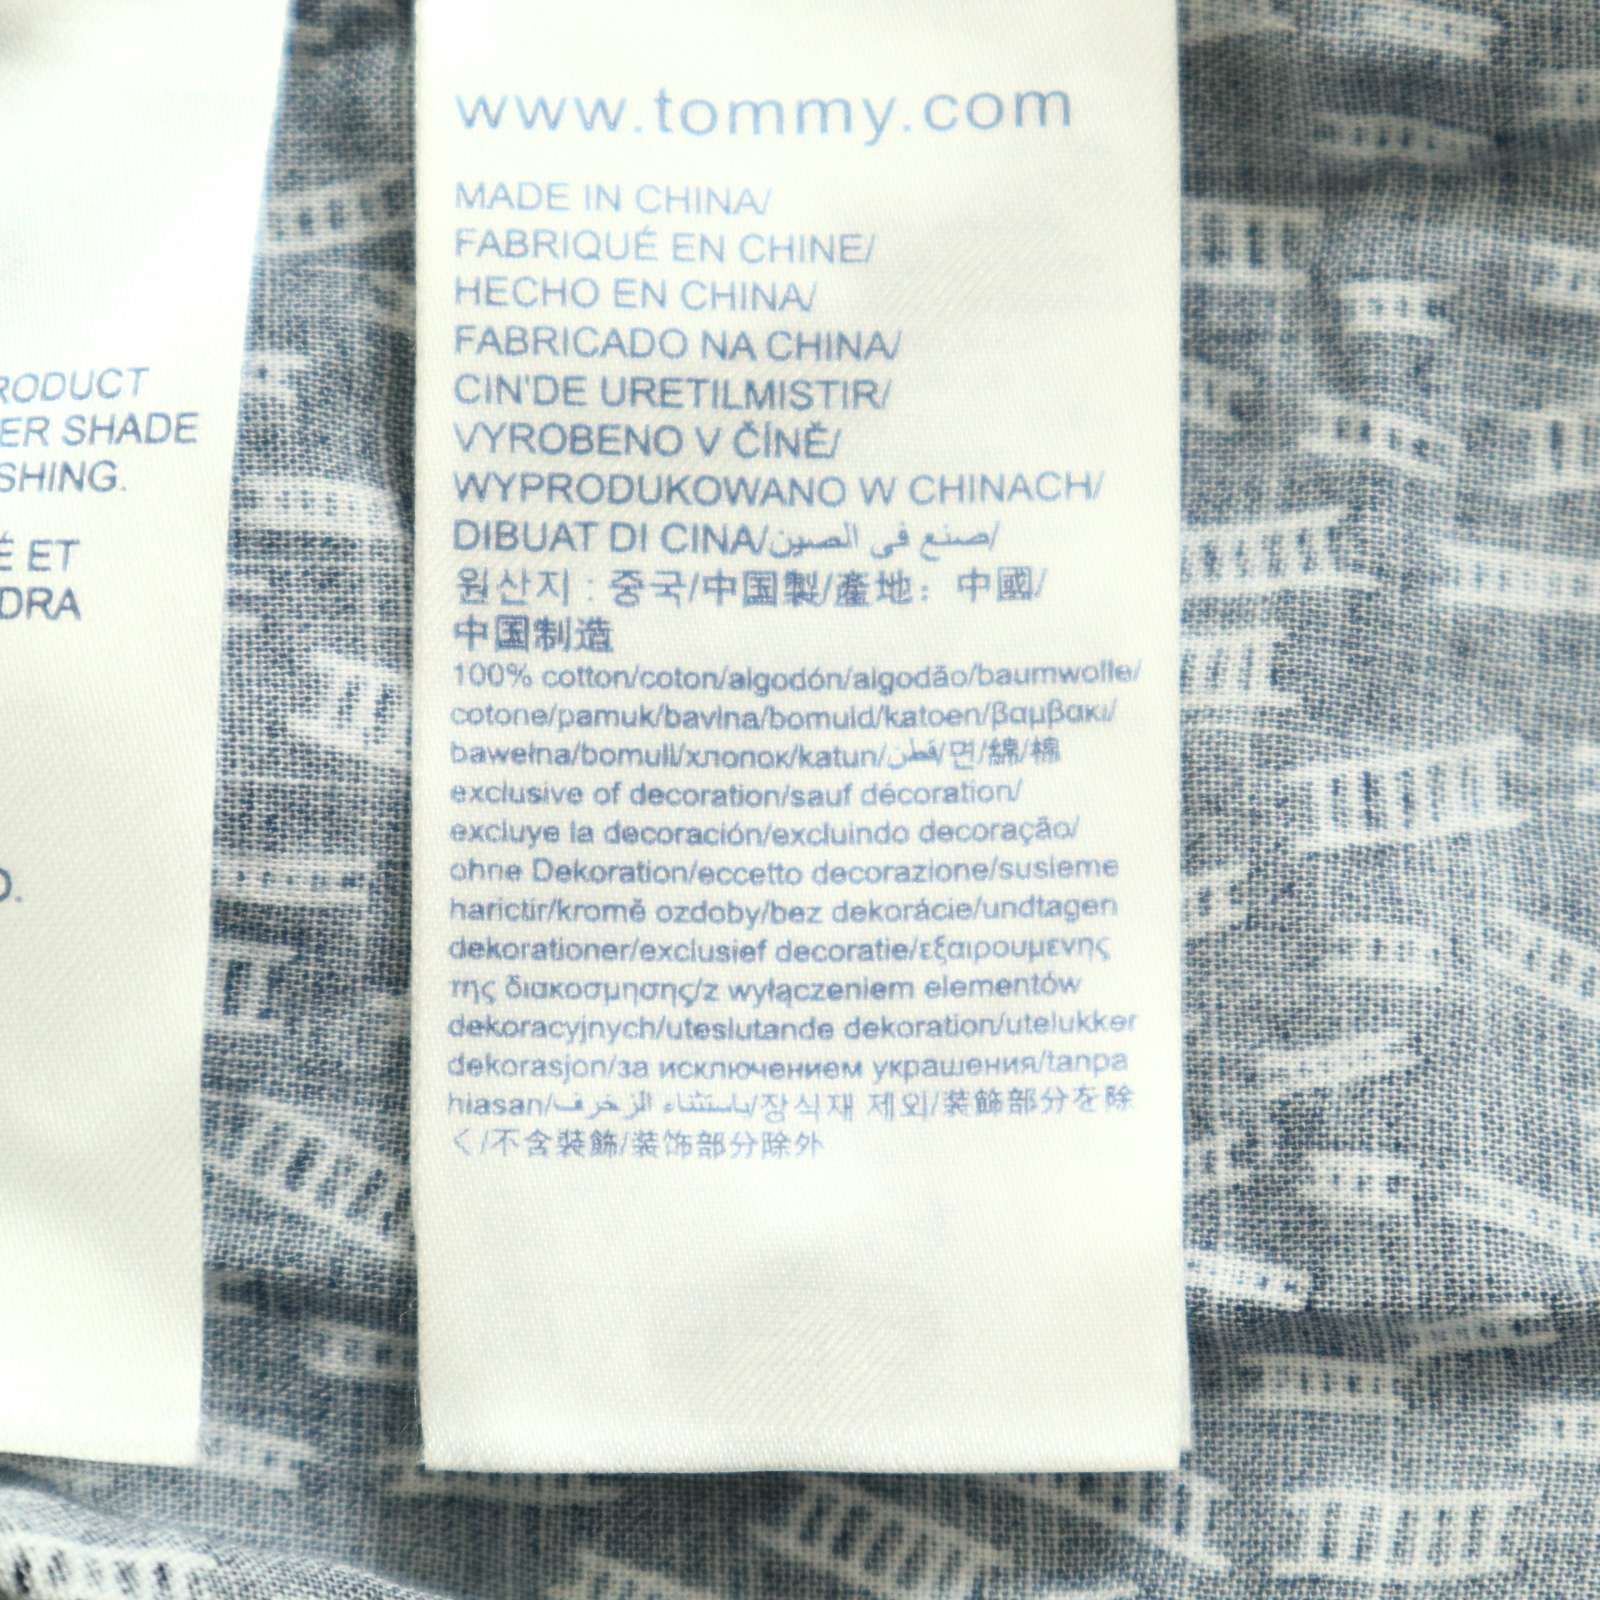 RODUCT
ER SHADE
SHING.
É ET
DRA
O.
www.tommy.com
MADE IN CHINA/
FABRIQUÉ EN CHINE/
HECHO EN CHINA/
FABRICADO NA CHINA/
CIN'DE URETILMISTIR/
VYROBENO V ČÍNĚ/
WYPRODUKOWANO W CHINACH/
DIBUAT DI CINA/صنع في الصين/
원산지 : 중국/中国製/產地：中國/
中国制造
100% cotton/coton/algodón/algodão/baumwolle/
cotone/pamuk/bavlna/bomuld/katoen/βαμβακι/
bawełna/bomull/хлопок/katun/قطن/면/綿/棉
exclusive of decoration/sauf décoration/
excluye la decoración/excluindo decoração/
ohne Dekoration/eccetto decorazione/susleme
harictir/kromě ozdoby/bez dekorácie/undtagen
dekorationer/exclusief decoratie/εξαιρουμενης
της διακοσμησης/z wyłączeniem elementów
dekoracyjnych/uteslutande dekoration/utelukker
dekorasjon/за исключением украшения/tanpa
hiasan/باستثناء الزخرف/장식재 제외/装飾部分を除
く/不含裝飾/装饰部分除外